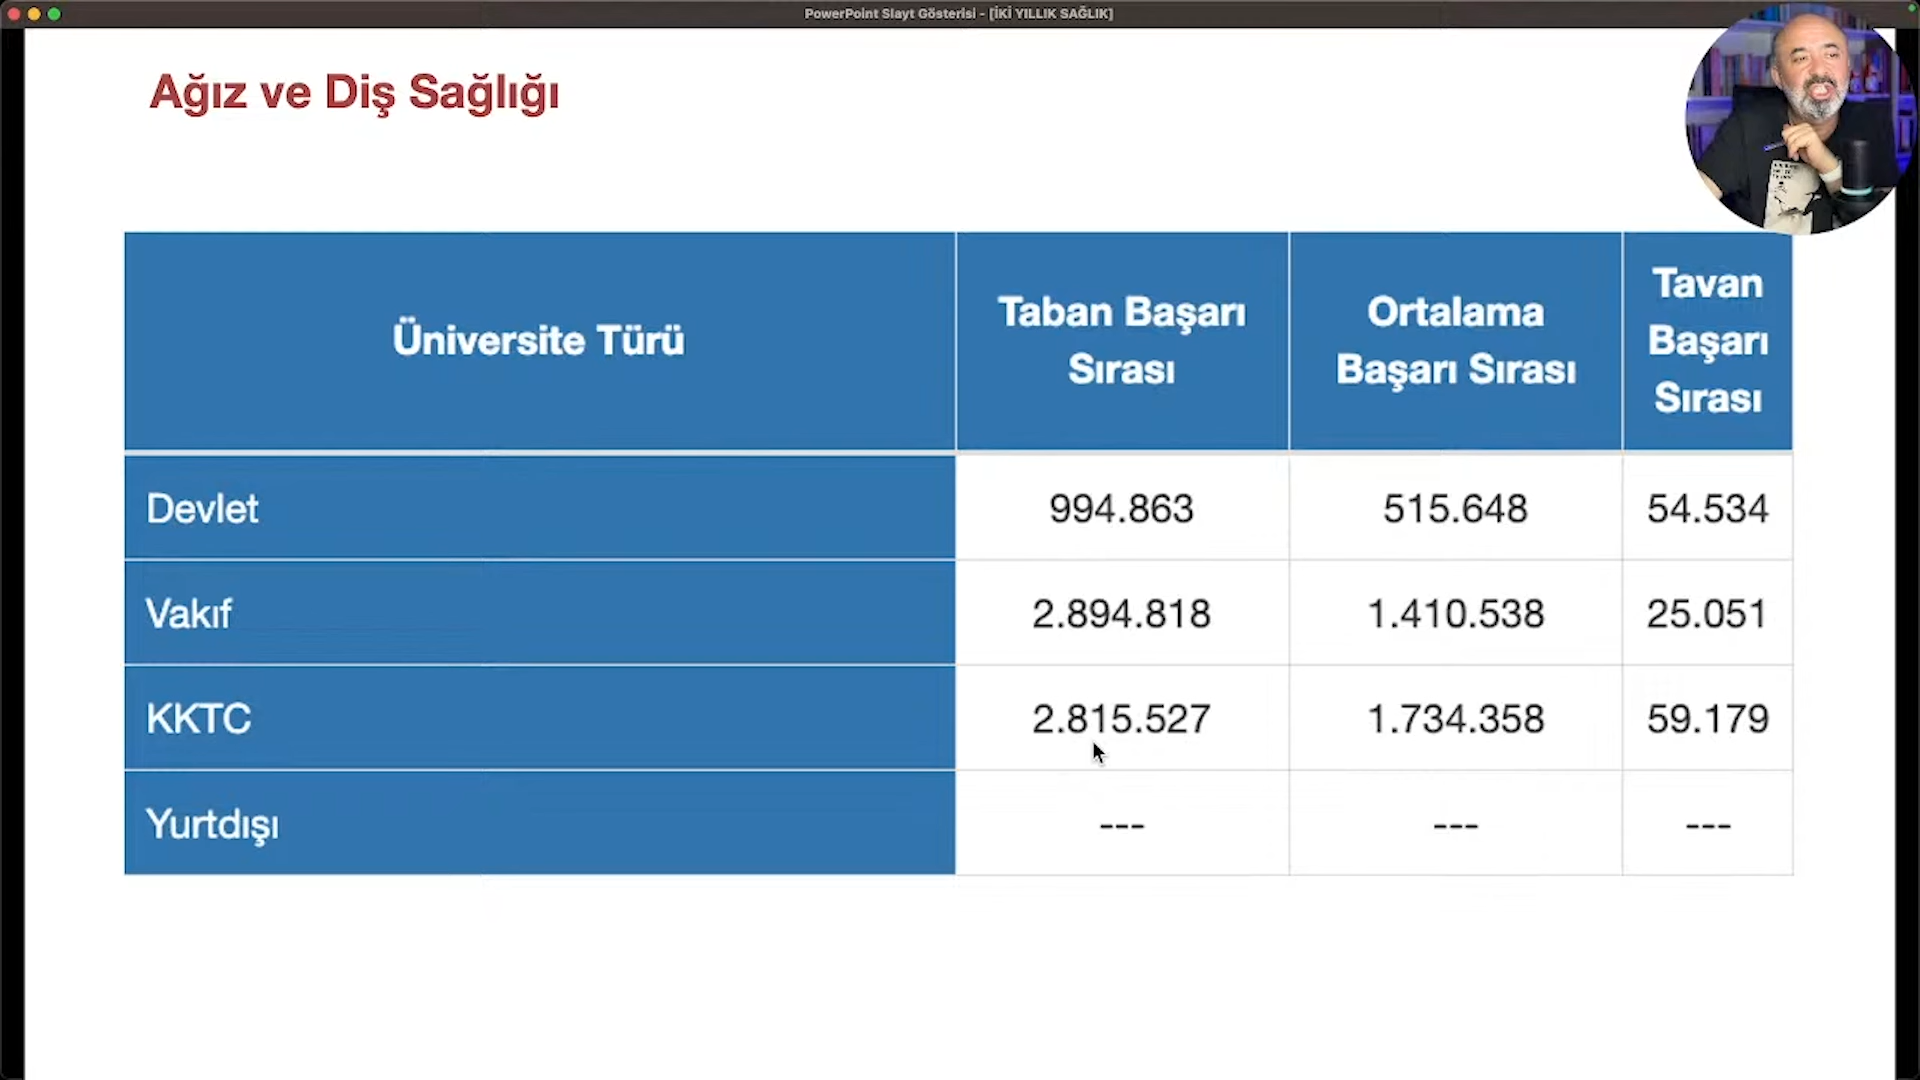 PowerPoint Slayt Gösterisi - [İKİ YILLIK SAĞLIK]
Ağız ve Diş Sağlığı
Üniversite Türü
Taban Başarı
Sırası
Ortalama
Başarı Sırası
Tavan
Başarı
Sırası
Devlet 994.863 515.648 54.534
Vakıf 2.894.818 1.410.538 25.051
KKTC 2.815.527 1.734.358 59.179
Yurtdışı --- --- ---